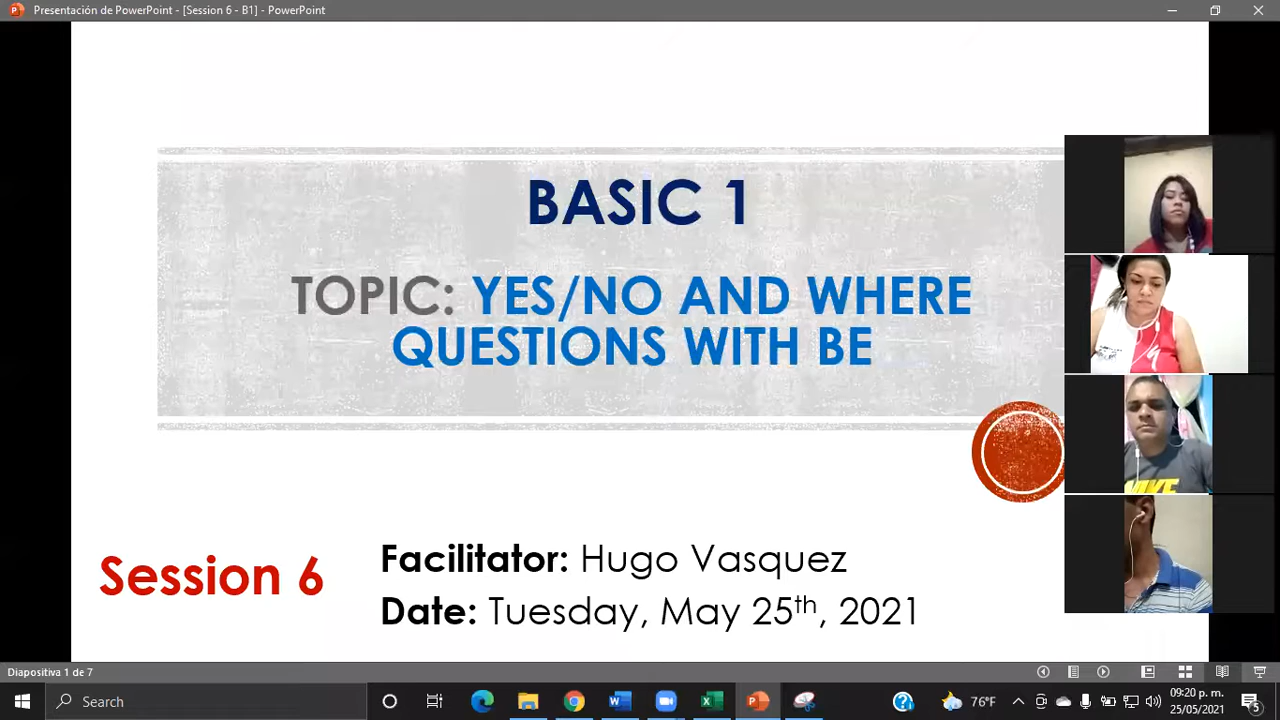 Presentación de PowerPoint - [Session 6 - B1] - PowerPoint
BASIC 1
TOPIC: YES/NO AND WHERE
QUESTIONS WITH BE
Session 6
Facilitator: Hugo Vasquez
Date: Tuesday, May 25th, 2021
Diapositiva 1 de 7
Search
76°F
09:20 p. m.
25/05/2021
5